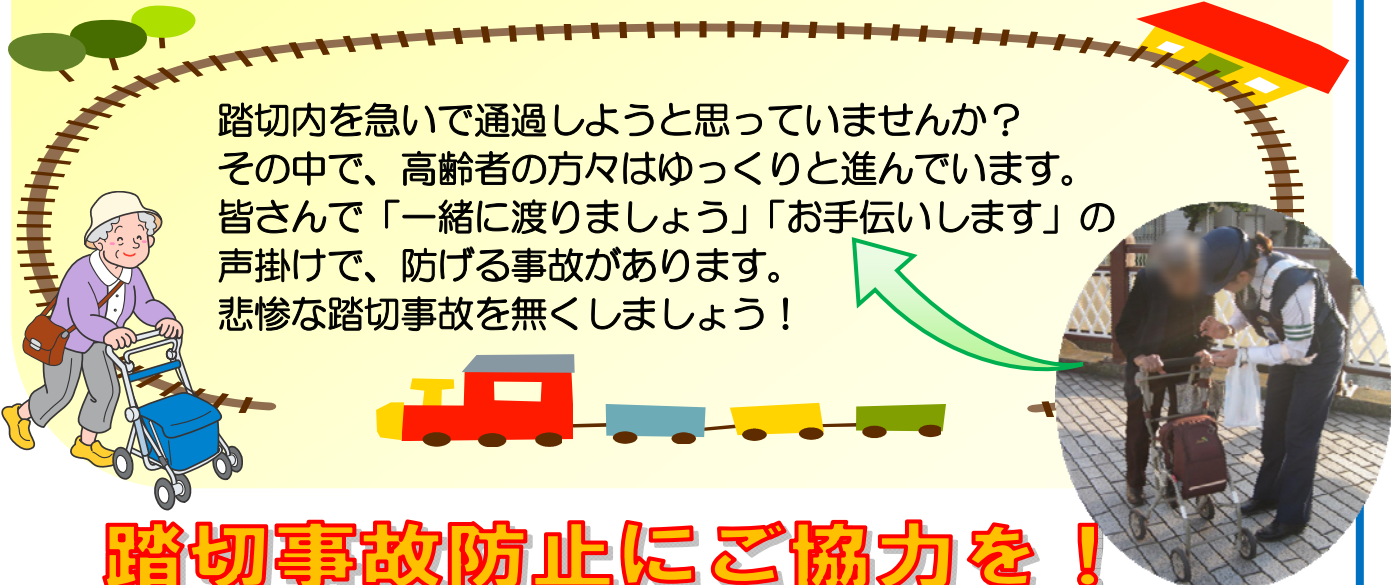 踏切内を急いで通過しようと思っていませんか？
その中で、高齢者の方々はゆっくりと進んでいます。
皆さんで「一緒に渡りましょう」「お手伝いします」の
声掛けで、防げる事故があります。
悲惨な踏切事故を無くしましょう！
踏切事故防止にご協力を！